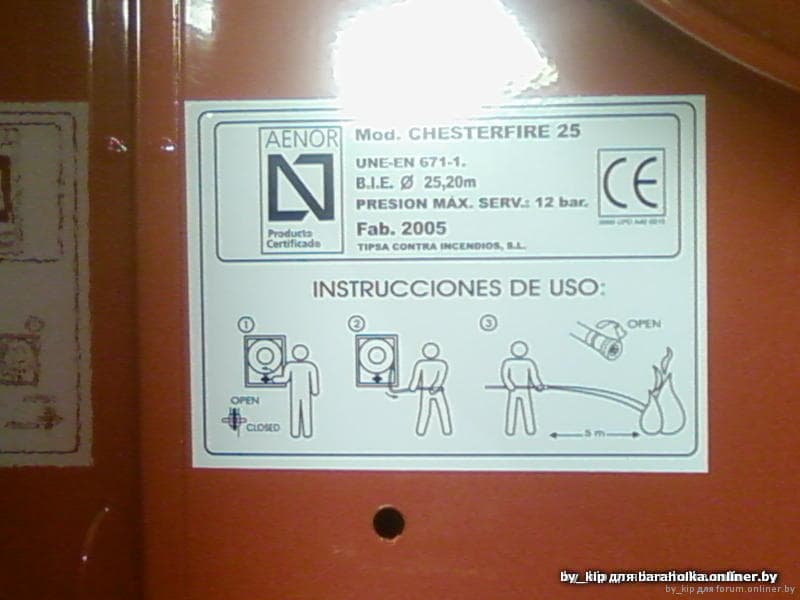 AENOR
Producto
Certificado
Mod. CHESTERFIRE 25
UNE-EN 671-1.
B.I.E. Ø 25,20m
PRESION MÁX. SERV.: 12 bar.
Fab. 2005
TIPSA CONTRA INCENDIOS, S.L.
CE
INSTRUCCIONES DE USO:
1
OPEN
CLOSED
2
3
OPEN
5 m
by_kip для baraholka.onliner.by
by_kip для forum.onliner.by